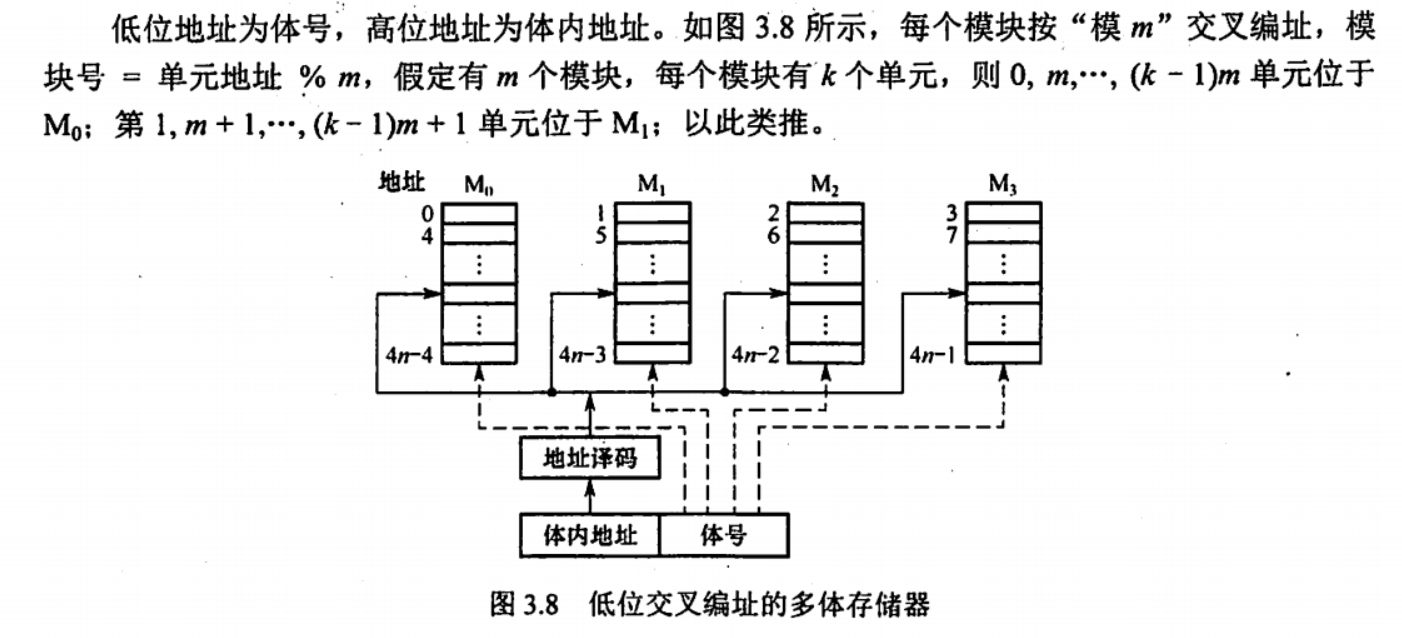 低位地址为体号，高位地址为体内地址。如图 3.8 所示，每个模块按“模 m”交叉编址，模
块号 = 单元地址 % m，假定有 m 个模块，每个模块有 k 个单元，则 0, m,…, (k − 1)m 单元位于
M₀；第 1, m + 1,…, (k − 1)m + 1 单元位于 M₁；以此类推。
地址 M₀ M₁ M₂ M₃
0 1 2 3
4 5 6 7
⋮ ⋮ ⋮ ⋮
⋮ ⋮ ⋮ ⋮
4n−4 4n−3 4n−2 4n−1
地址译码
体内地址 体号
图 3.8 低位交叉编址的多体存储器